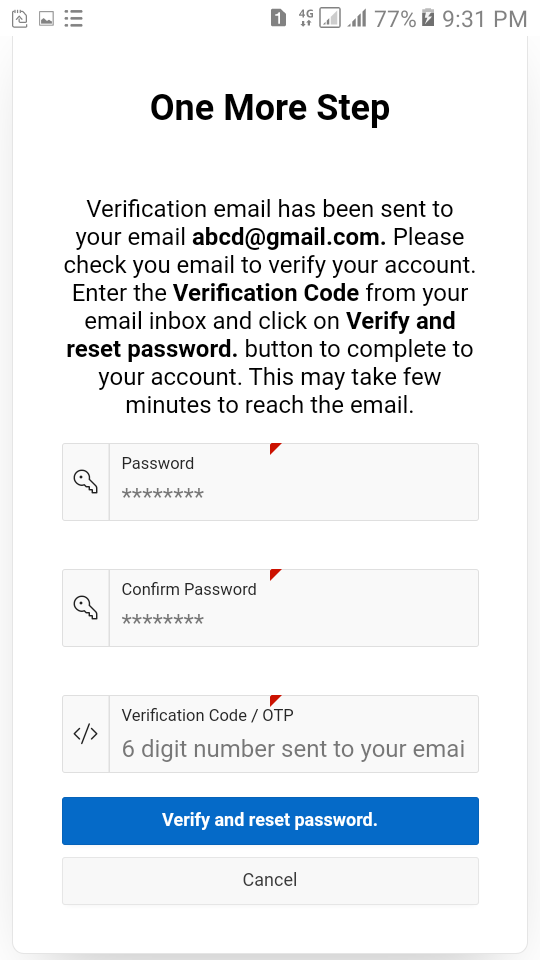 1 4G 77% 9:31 PM
One More Step
Verification email has been sent to
your email abcd@gmail.com. Please
check you email to verify your account.
Enter the Verification Code from your
email inbox and click on Verify and
reset password. button to complete to
your account. This may take few
minutes to reach the email.
Password
********
Confirm Password
********
Verification Code / OTP
</>
6 digit number sent to your emai
Verify and reset password.
Cancel